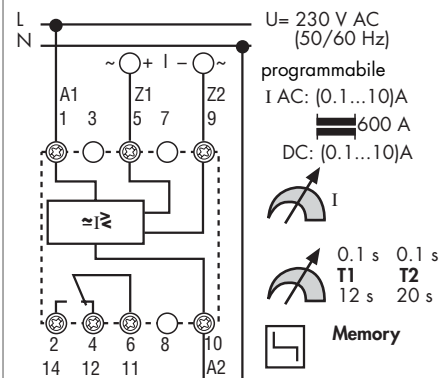 L
N
U= 230 V AC
(50/60 Hz)
~ + I – ~
programmabile
A1 Z1 Z2
1 3 5 7 9
I AC: (0.1...10)A
600 A
DC: (0.1...10)A
≃I≷
I
0.1 s 0.1 s
T1 T2
12 s 20 s
2 4 6 8 10
14 12 11 A2
Memory